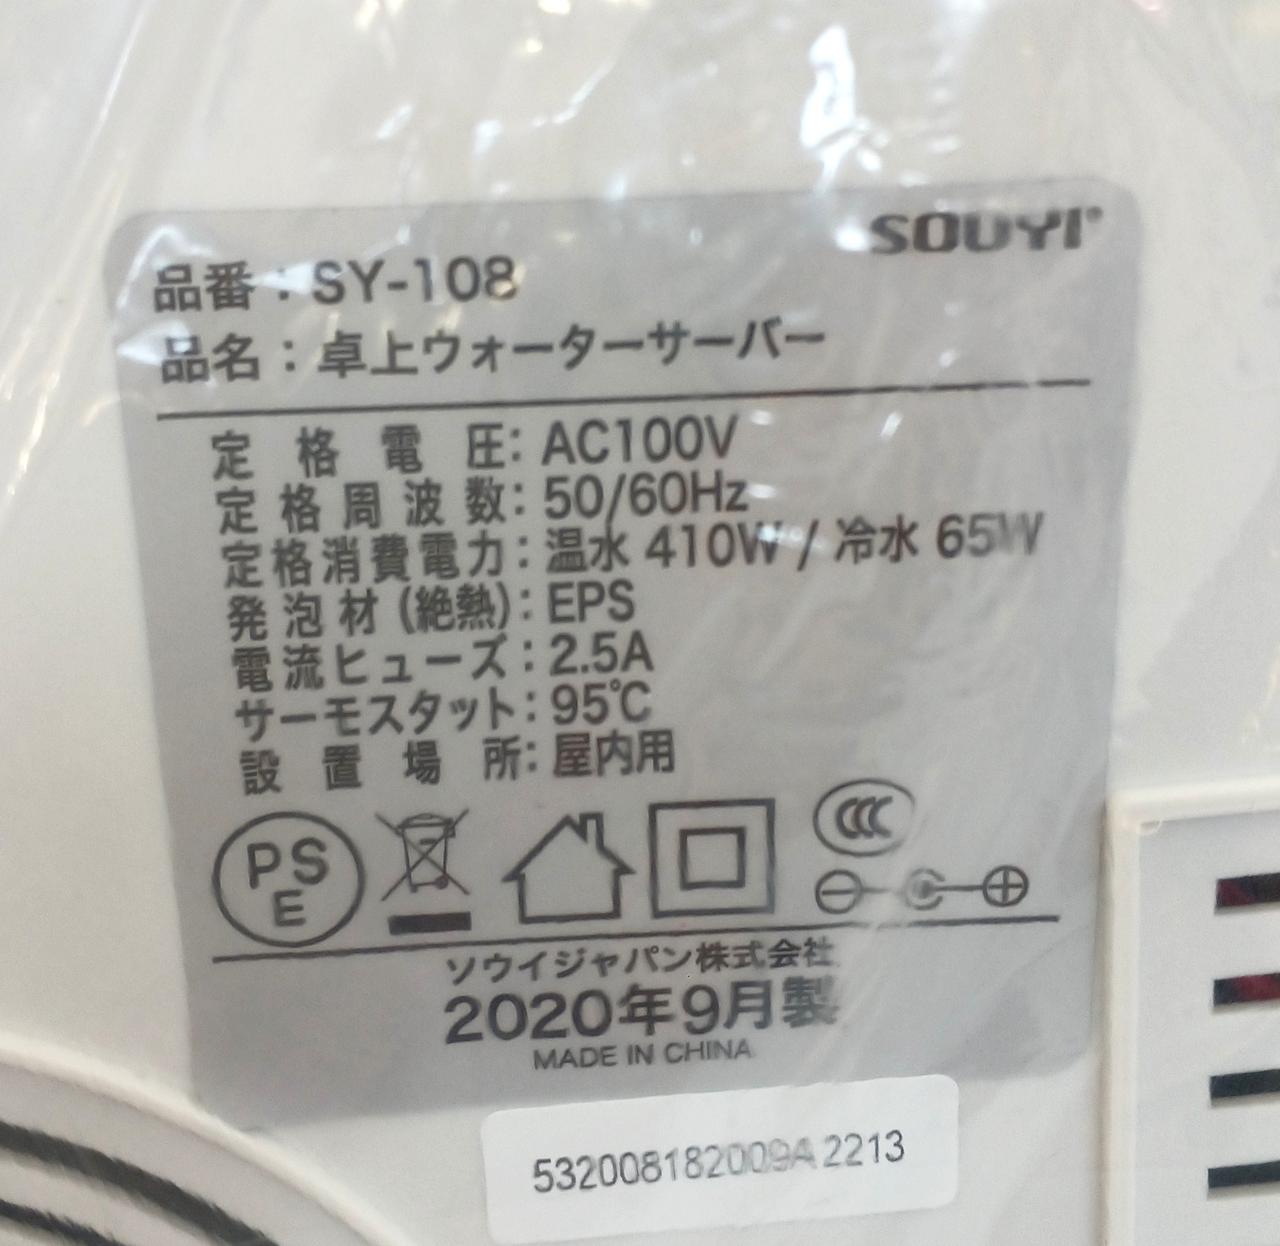 SOUYI®
品番：SY-108
品名：卓上ウォーターサーバー
定格電圧：AC100V
定格周波数：50/60Hz
定格消費電力：温水 410W / 冷水 65W
発泡材(絶熱)：EPS
電流ヒューズ：2.5A
サーモスタット：95℃
設置場所：屋内用
PS
E
CCC
ソウイジャパン株式会社
2020年9月製
MADE IN CHINA
532008182009A2213